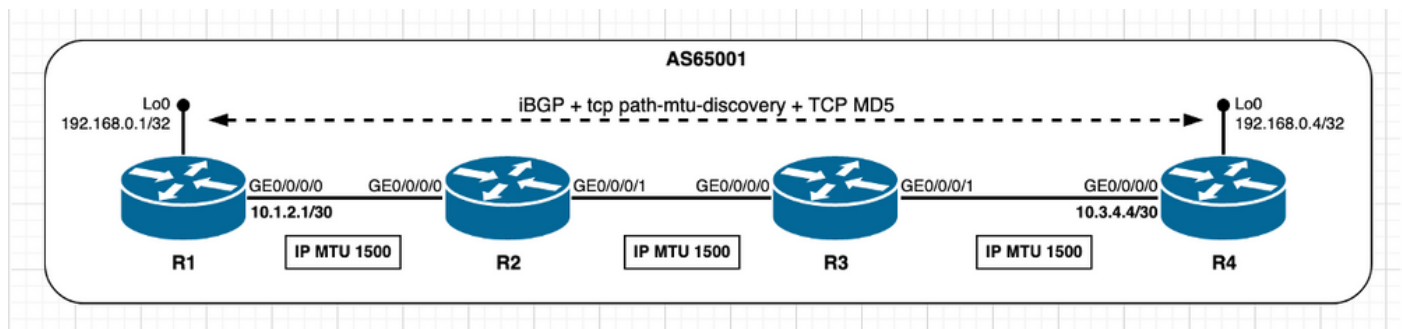 AS65001
iBGP + tcp path-mtu-discovery + TCP MD5
Lo0
192.168.0.1/32
Lo0
192.168.0.4/32
GE0/0/0/0
GE0/0/0/0
GE0/0/0/1
GE0/0/0/0
GE0/0/0/1
GE0/0/0/0
10.1.2.1/30
10.3.4.4/30
IP MTU 1500
IP MTU 1500
IP MTU 1500
R1
R2
R3
R4